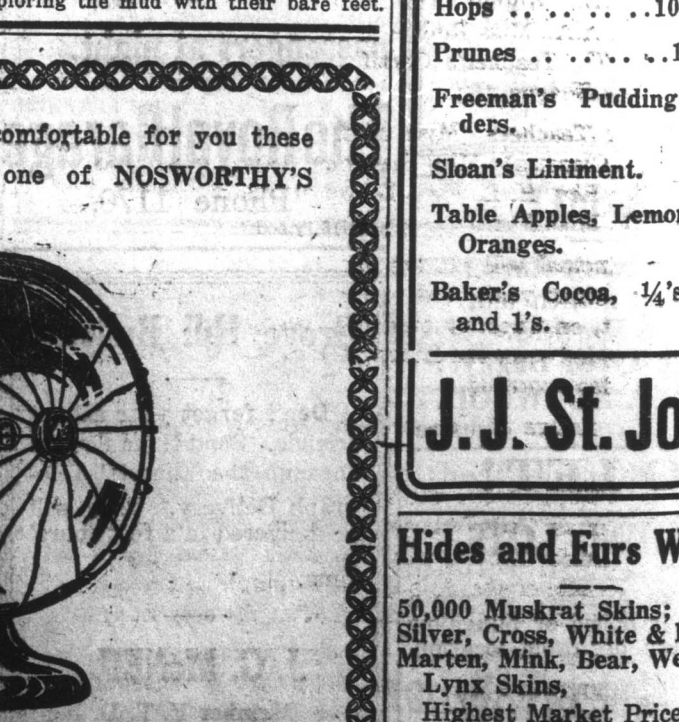 ploring the mud with their bare feet.
comfortable for you these
one of NOSWORTHY'S
Hops .. .. .. ..10
Prunes .. .. .. ..1
Freeman's Pudding
ders.
Sloan's Liniment.
Table Apples, Lemon
Oranges.
Baker's Cocoa, ¼'s
and 1's.
J.J. St. Jo
Hides and Furs W
50,000 Muskrat Skins;
Silver, Cross, White &
Marten, Mink, Bear, We
Lynx Skins,
Highest Market Price